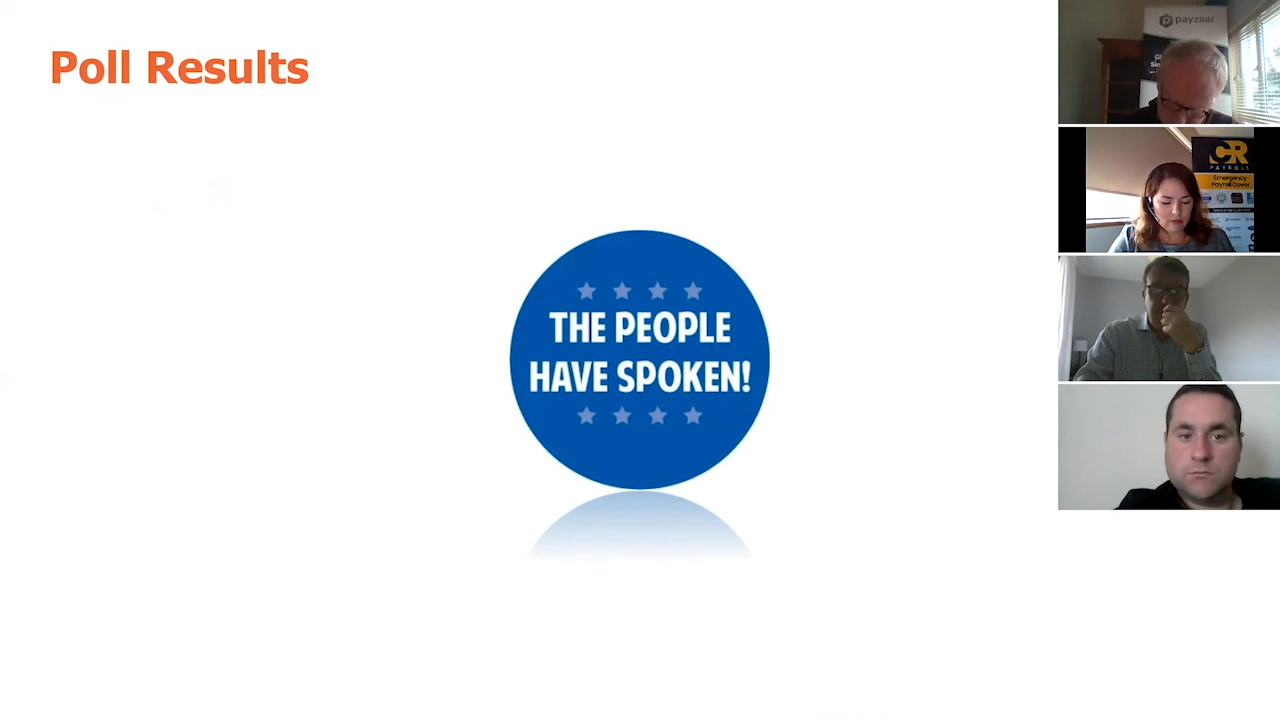 Poll Results
THE PEOPLE
HAVE SPOKEN!
payzaar
CR
PAYROLL
Emergency
Payroll Cover